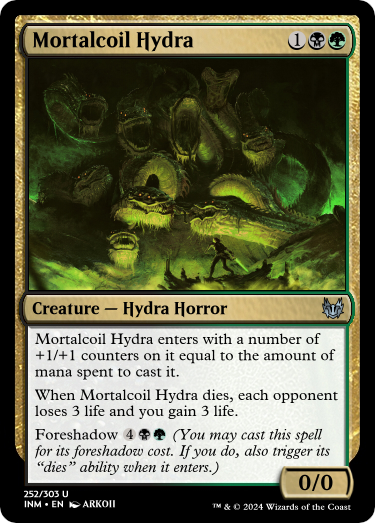 Mortalcoil Hydra 1
Creature — Hydra Horror
Mortalcoil Hydra enters with a number of
+1/+1 counters on it equal to the amount of
mana spent to cast it.
When Mortalcoil Hydra dies, each opponent
loses 3 life and you gain 3 life.
Foreshadow 4 (You may cast this spell
for its foreshadow cost. If you do, also trigger its
“dies” ability when it enters.)
0/0
252/303 U
INM • EN ARKOII
™ & © 2024 Wizards of the Coast